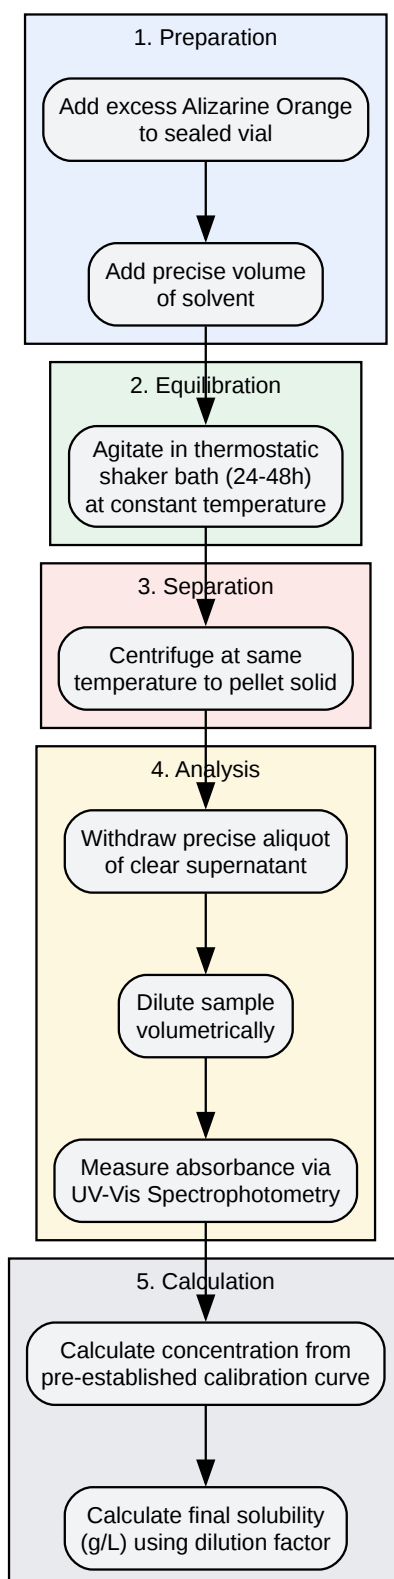 1. Preparation
Add excess Alizarine Orange
to sealed vial
Add precise volume
of solvent
2. Equilibration
Agitate in thermostatic
shaker bath (24-48h)
at constant temperature
3. Separation
Centrifuge at same
temperature to pellet solid
4. Analysis
Withdraw precise aliquot
of clear supernatant
Dilute sample
volumetrically
Measure absorbance via
UV-Vis Spectrophotometry
5. Calculation
Calculate concentration from
pre-established calibration curve
Calculate final solubility
(g/L) using dilution factor